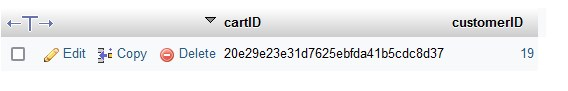 cartID customerID
Edit Copy Delete 20e29e23e31d7625ebfda41b5cdc8d37 19